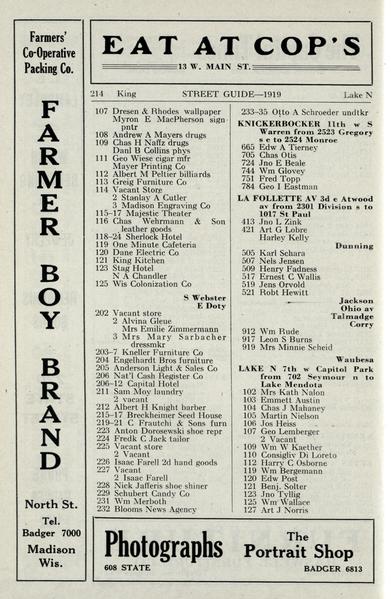 Farmers'
Co-Operative
Packing Co.
FARMER BOY BRAND
North St.
Tel.
Badger 7000
Madison
Wis.
EAT AT COP'S
13 W. MAIN ST.
214 King STREET GUIDE—1919 Lake N
107 Dresen & Rhodes wallpaper
Myron E MacPherson sign
pntr
108 Andrew A Mayers drugs
109 Chas H Naffz drugs
Danl B Collins phys
111 Geo Wiese cigar mfr
Mayer Printing Co
112 Albert M Peltier billiards
113 Greig Furniture Co
114 Vacant Store
2 Stanley A Cutler
3 Madison Engraving Co
115-17 Majestic Theater
116 Chas Wehrmann & Son
leather goods
118-24 Sherlock Hotel
119 One Minute Cafeteria
120 Dane Electric Co
121 King Kitchen
123 Stag Hotel
N A Chandler
125 Wis Colonization Co
S Webster
E Doty
202 Vacant store
2 Alvina Gleue
Mrs Emilie Zimmermann
3 Mrs Mary Sarbacher
dressmkr
203-7 Kneller Furniture Co
204 Engelhardt Bros furniture
205 Anderson Light & Sales Co
206 Nat'l Cash Register Co
206-12 Capital Hotel
211 Sam Moy laundry
2 vacant
212 Albert H Knight barber
215-17 Breckheimer Seed House
219-21 C Frautchi & Sons furn
223 Anton Dorosewski shoe repr
224 Fredk C Jack tailor
225 Vacant store
2 Vacant
226 Isaac Farell 2d hand goods
227 Vacant
2 Isaac Farell
228 Nick Jafferis shoe shiner
229 Schubert Candy Co
231 Wm Merboth
232 Blooms News Agency
233-35 Otto A Schroeder undtkr
KNICKERBOCKER 11th w S
Warren from 2523 Gregory
s e to 2524 Monroe
665 Edw A Tierney
705 Chas Otis
724 Jno E Beale
744 Wm Glovey
751 Fred Topp
784 Geo I Eastman
LA FOLLETTE AV 3d e Atwood
av from 2301 Division s to
1017 St Paul
413 Jno L Zink
421 Art G Lobre
Harley Kelly
Dunning
505 Karl Schara
507 Nels Jensen
509 Henry Fadness
517 Ernest C Wallis
519 Jens Orvold
521 Robt Hewitt
Jackson
Ohio av
Talmadge
Corry
912 Wm Rude
917 Leon S Burns
919 Mrs Minnie Scheid
Waubesa
LAKE N 7th w Capitol Park
from 702 Seymour n to
Lake Mendota
102 Mrs Kath Nalon
103 Emmett Austin
104 Chas J Mahaney
105 Martin Nielson
106 Jos Heiss
107 Geo Lemberger
2 Vacant
109 Wm W Kaether
110 Consigliv Di Loreto
112 Harry C Osborne
119 Wm Bergemann
120 Edw Post
121 Benj. Solter
123 Jno Tyllig
125 Wm Wallace
127 Art J Norris
Photographs
608 STATE
The
Portrait Shop
BADGER 6813